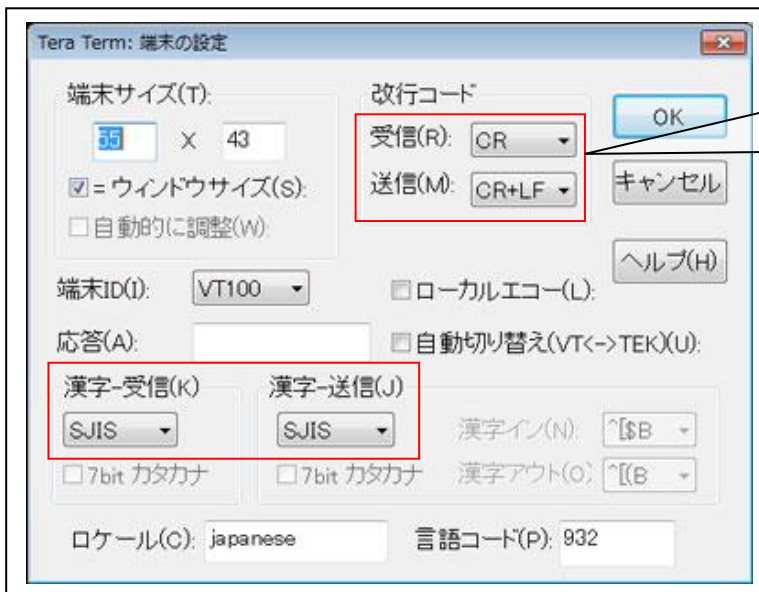 Tera Term: 端末の設定
端末サイズ(T):
55 X 43
☑= ウィンドウサイズ(S):
□自動的に調整(W):
改行コード
受信(R): CR
送信(M): CR+LF
OK
キャンセル
ヘルプ(H)
端末ID(I): VT100
□ローカルエコー(L):
応答(A):
□自動切り替え(VT<->TEK)(U):
漢字-受信(K)
SJIS
□7bit カタカナ
漢字-送信(J)
SJIS
□7bit カタカナ
漢字イン(N): ^[$B
漢字アウト(O) ^[(B
ロケール(C): japanese
言語コード(P): 932